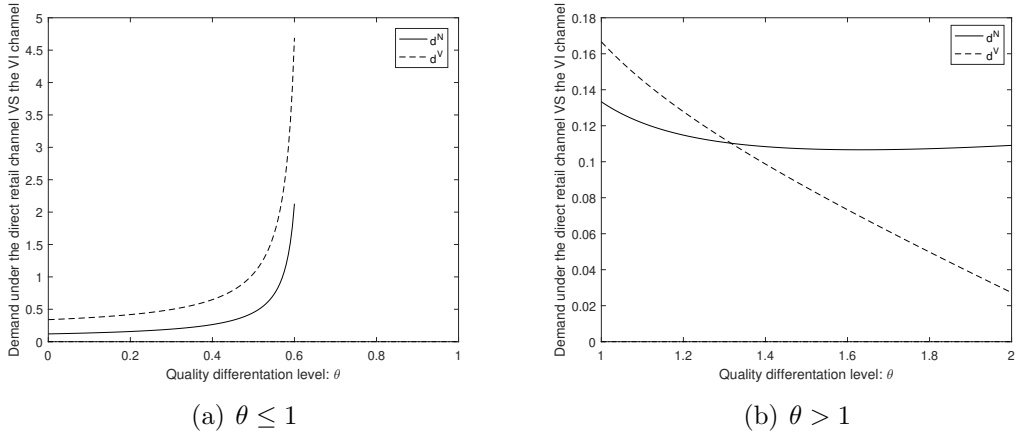 Demand under the direct retail channel VS the VI channel
5
4.5
4
3.5
3
2.5
2
1.5
1
0.5
0
d^N
d^V
0 0.2 0.4 0.6 0.8 1
Quality differentation level: θ
(a) θ ≤ 1
Demand under the direct retail channel VS the VI channel
0.18
0.16
0.14
0.12
0.1
0.08
0.06
0.04
0.02
0
d^N
d^V
1 1.2 1.4 1.6 1.8 2
Quality differentation level: θ
(b) θ > 1